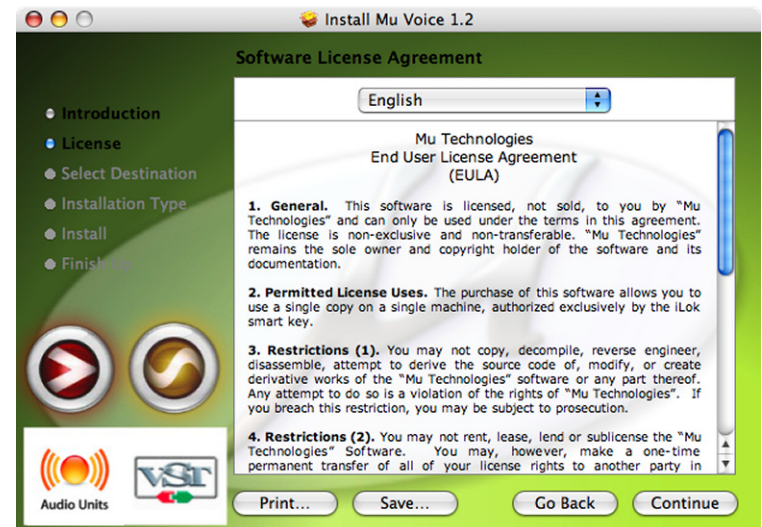 Install Mu Voice 1.2
Software License Agreement
Introduction
License
Select Destination
Installation Type
Install
Finish Up
English
Mu Technologies
End User License Agreement
(EULA)
1. General. This software is licensed, not sold, to you by “Mu
Technologies” and can only be used under the terms in this agreement.
The license is non-exclusive and non-transferable. “Mu Technologies”
remains the sole owner and copyright holder of the software and its
documentation.
2. Permitted License Uses. The purchase of this software allows you to
use a single copy on a single machine, authorized exclusively by the iLok
smart key.
3. Restrictions (1). You may not copy, decompile, reverse engineer,
disassemble, attempt to derive the source code of, modify, or create
derivative works of the “Mu Technologies” software or any part thereof.
Any attempt to do so is a violation of the rights of “Mu Technologies”. If
you breach this restriction, you may be subject to prosecution.
4. Restrictions (2). You may not rent, lease, lend or sublicense the “Mu
Technologies” Software. You may, however, make a one-time
permanent transfer of all of your license rights to another party in
Audio Units
VST
Print...
Save...
Go Back
Continue